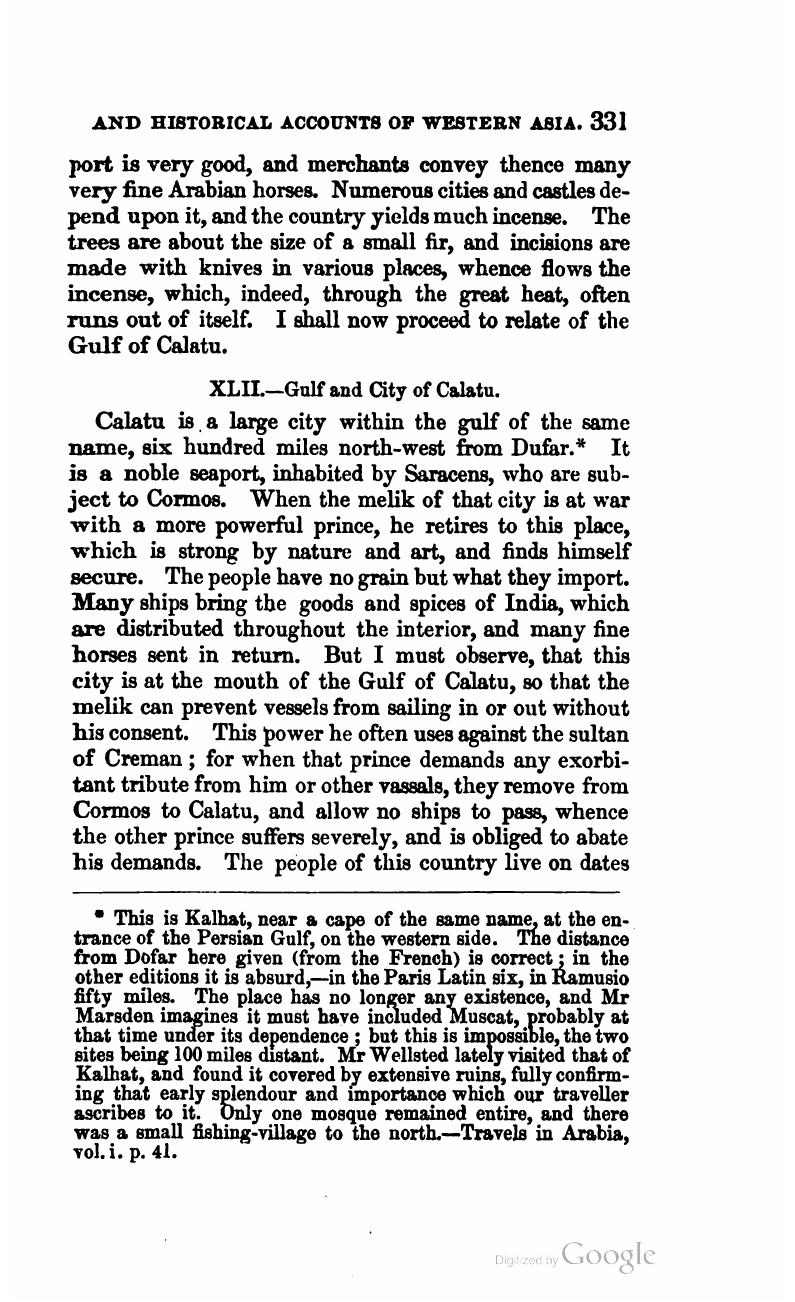 AND HISTORICAL ACCOUNTS OF WESTERN ASIA. 331
port is very good, and merchants convey thence many
very fine Arabian horses. Numerous cities and castles de-
pend upon it, and the country yields much incense. The
trees are about the size of a small fir, and incisions are
made with knives in various places, whence flows the
incense, which, indeed, through the great heat, often
runs out of itself. I shall now proceed to relate of the
Gulf of Calatu.
XLII.—Gulf and City of Calatu.
Calatu is a large city within the gulf of the same
name, six hundred miles north-west from Dufar.* It
is a noble seaport, inhabited by Saracens, who are sub-
ject to Cormos. When the melik of that city is at war
with a more powerful prince, he retires to this place,
which is strong by nature and art, and finds himself
secure. The people have no grain but what they import.
Many ships bring the goods and spices of India, which
are distributed throughout the interior, and many fine
horses sent in return. But I must observe, that this
city is at the mouth of the Gulf of Calatu, so that the
melik can prevent vessels from sailing in or out without
his consent. This power he often uses against the sultan
of Creman ; for when that prince demands any exorbi-
tant tribute from him or other vassals, they remove from
Cormos to Calatu, and allow no ships to pass, whence
the other prince suffers severely, and is obliged to abate
his demands. The people of this country live on dates
* This is Kalhat, near a cape of the same name, at the en-
trance of the Persian Gulf, on the western side. The distance
from Dofar here given (from the French) is correct ; in the
other editions it is absurd,—in the Paris Latin six, in Ramusio
fifty miles. The place has no longer any existence, and Mr
Marsden imagines it must have included Muscat, probably at
that time under its dependence ; but this is impossible, the two
sites being 100 miles distant. Mr Wellsted lately visited that of
Kalhat, and found it covered by extensive ruins, fully confirm-
ing that early splendour and importance which our traveller
ascribes to it. Only one mosque remained entire, and there
was a small fishing-village to the north.—Travels in Arabia,
vol. i. p. 41.
Digitized by Google